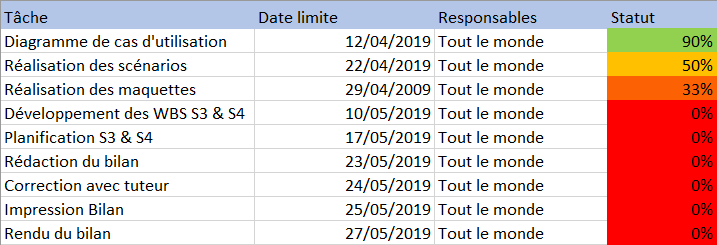 Tâche Date limite Responsables Statut
Diagramme de cas d'utilisation 12/04/2019 Tout le monde 90%
Réalisation des scénarios 22/04/2019 Tout le monde 50%
Réalisation des maquettes 29/04/2009 Tout le monde 33%
Développement des WBS S3 & S4 10/05/2019 Tout le monde 0%
Planification S3 & S4 17/05/2019 Tout le monde 0%
Rédaction du bilan 23/05/2019 Tout le monde 0%
Correction avec tuteur 24/05/2019 Tout le monde 0%
Impression Bilan 25/05/2019 Tout le monde 0%
Rendu du bilan 27/05/2019 Tout le monde 0%